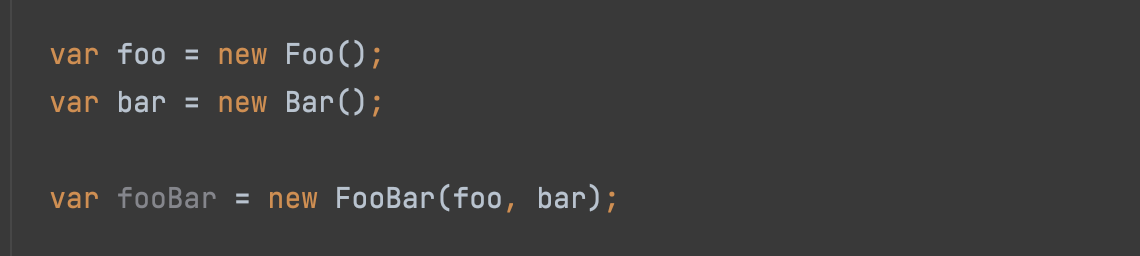 var foo = new Foo();
var bar = new Bar();
var fooBar = new FooBar(foo, bar);